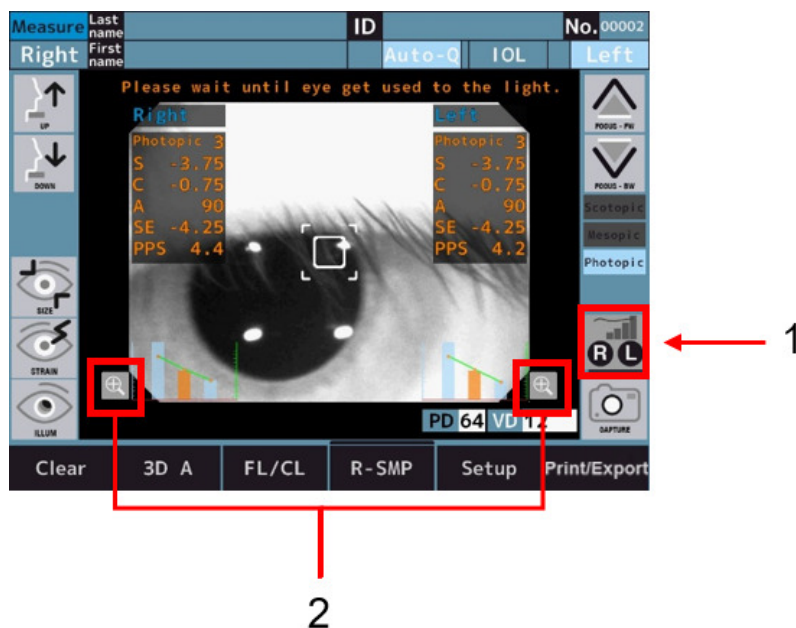 Measure Last name ID No. 00002
Right First name Auto-Q IOL Left
Please wait until eye get used to the light.
UP
DOWN
SIZE
STRAIN
ILLUM
Right
Photopic 3
S -3.75
C -0.75
A 90
SE -4.25
PPS 4.4
Left
Photopic 3
S -3.75
C -0.75
A 90
SE -4.25
PPS 4.2
FOCUS - FW
FOCUS - BW
Scotopic
Mesopic
Photopic
R L
CAPTURE
1
PD 64 VD 12
Clear 3D A FL/CL R-SMP Setup Print/Export
2